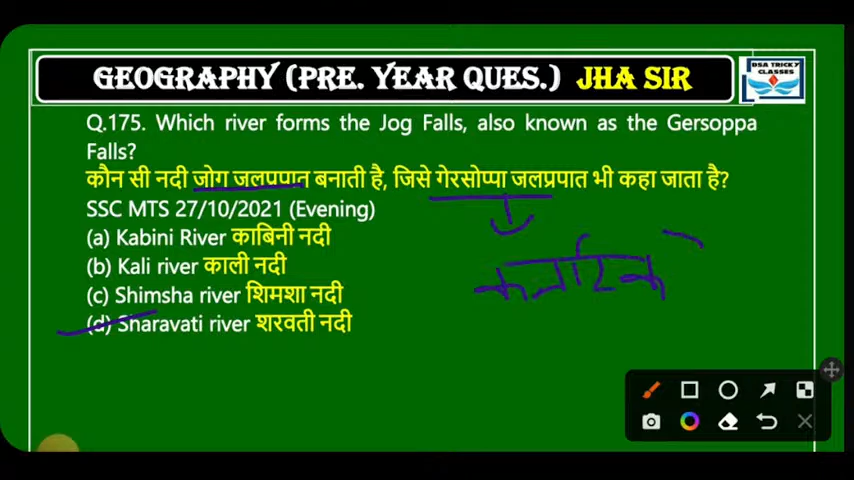 GEOGRAPHY (PRE. YEAR QUES.) JHA SIR
DSA TRICKY
CLASSES
Q.175. Which river forms the Jog Falls, also known as the Gersoppa
Falls?
कौन सी नदी जोग जलप्रपात बनाती है, जिसे गेरसोप्पा जलप्रपात भी कहा जाता है?
SSC MTS 27/10/2021 (Evening)
(a) Kabini River काबिनी नदी
(b) Kali river काली नदी
(c) Shimsha river शिमशा नदी
(d) Sharavati river शरवती नदी
कर्नाटक